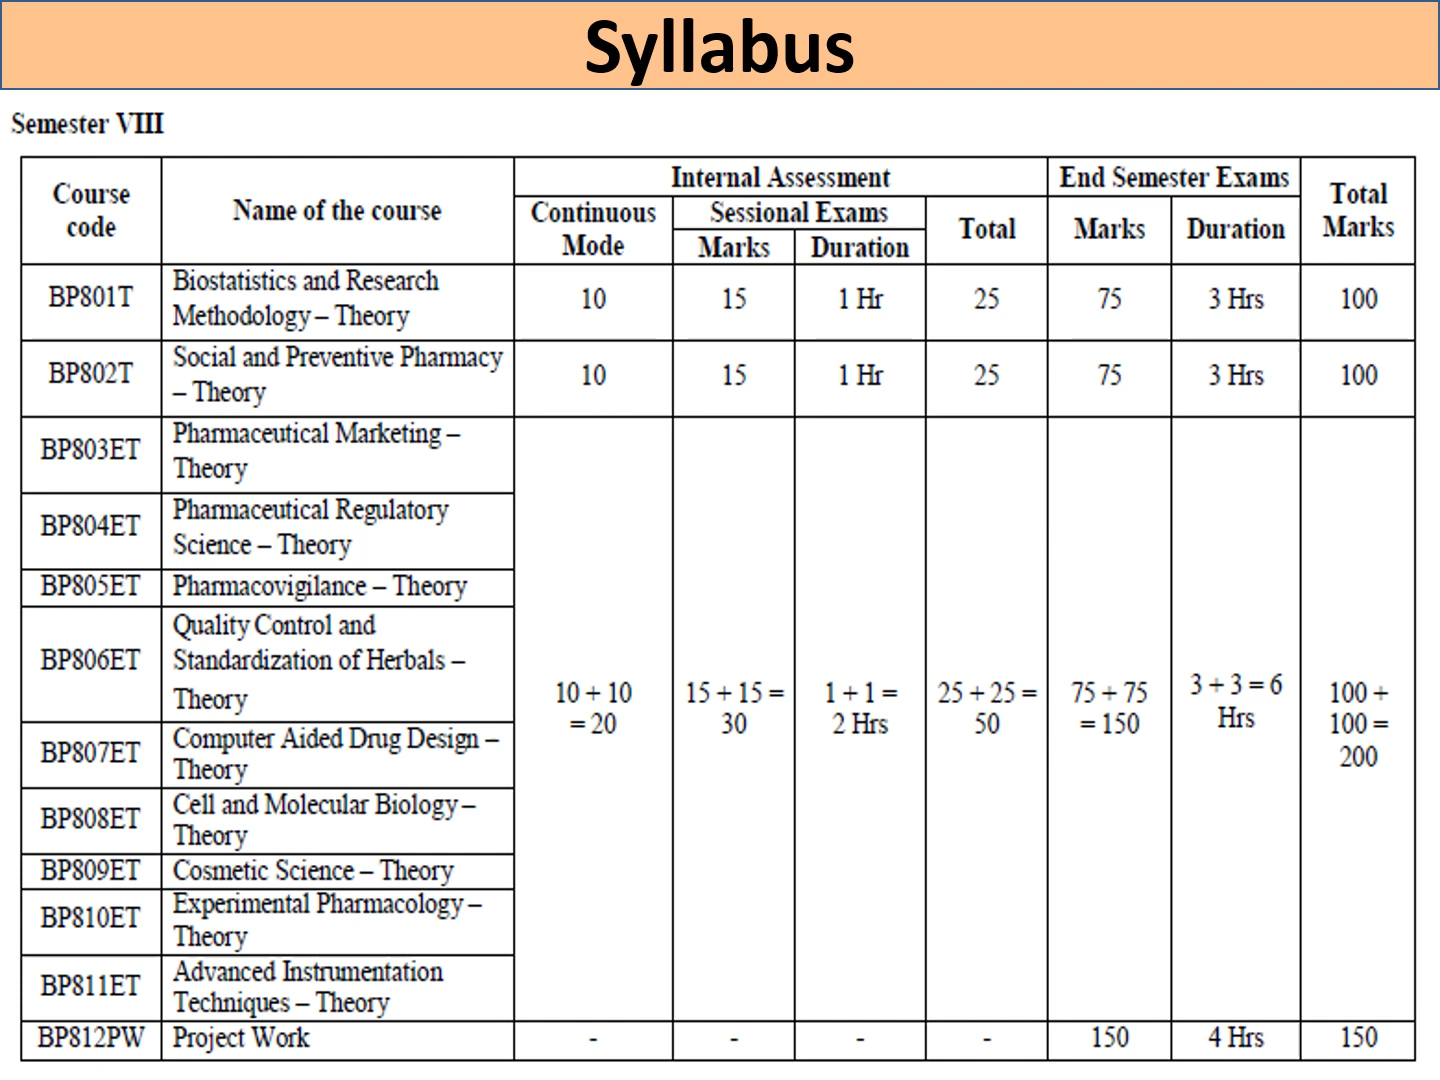 Syllabus
Semester VIII
Course
code
Name of the course
Internal Assessment
End Semester Exams
Total
Marks
Continuous
Mode
Sessional Exams
Total
Marks
Duration
Marks
Duration
BP801T
Biostatistics and Research
Methodology – Theory
10
15
1 Hr
25
75
3 Hrs
100
BP802T
Social and Preventive Pharmacy
– Theory
10
15
1 Hr
25
75
3 Hrs
100
BP803ET
Pharmaceutical Marketing –
Theory
BP804ET
Pharmaceutical Regulatory
Science – Theory
BP805ET
Pharmacovigilance – Theory
BP806ET
Quality Control and
Standardization of Herbals –
Theory
BP807ET
Computer Aided Drug Design –
Theory
BP808ET
Cell and Molecular Biology –
Theory
BP809ET
Cosmetic Science – Theory
BP810ET
Experimental Pharmacology –
Theory
BP811ET
Advanced Instrumentation
Techniques – Theory
10 + 10
= 20
15 + 15 =
30
1 + 1 =
2 Hrs
25 + 25 =
50
75 + 75
= 150
3 + 3 = 6
Hrs
100 +
100 =
200
BP812PW
Project Work
-
-
-
-
150
4 Hrs
150